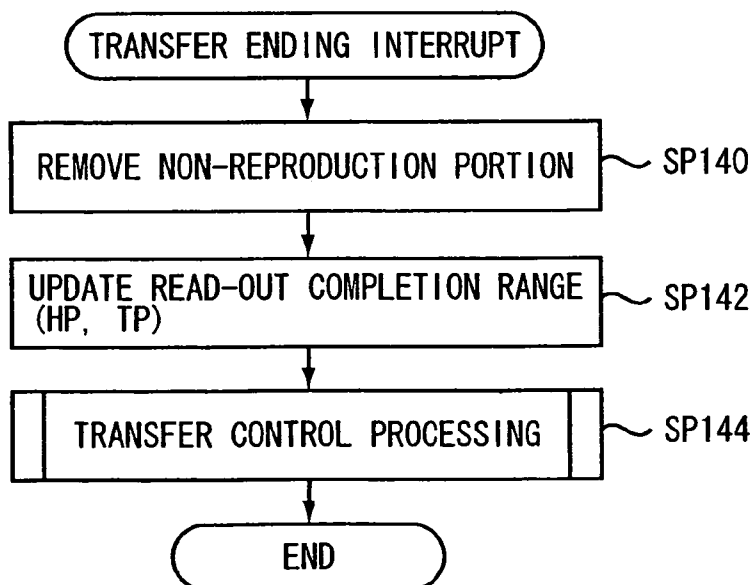 TRANSFER ENDING INTERRUPT
REMOVE NON-REPRODUCTION PORTION
SP140
UPDATE READ-OUT COMPLETION RANGE
(HP, TP)
SP142
TRANSFER CONTROL PROCESSING
SP144
END